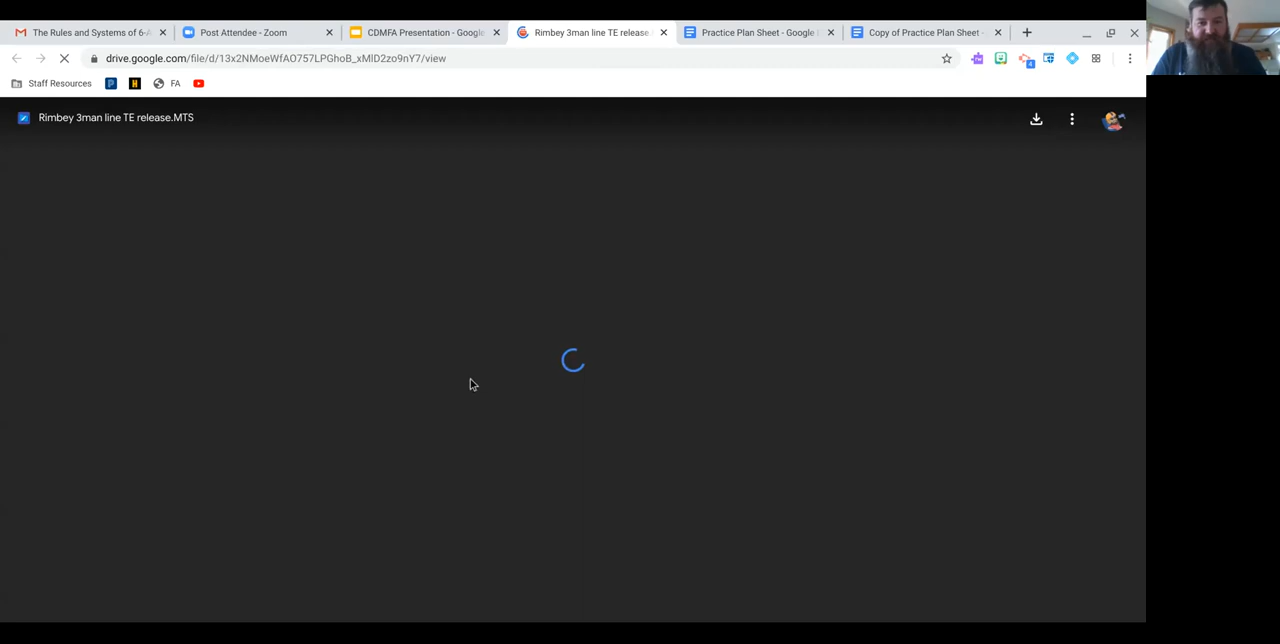 The Rules and Systems of 6-A
Post Attendee - Zoom
CDMFA Presentation - Google
Rimbey 3man line TE release
Practice Plan Sheet - Google
Copy of Practice Plan Sheet -
drive.google.com/file/d/13x2NMoeWfAO757LPGhoB_xMlD2zo9nY7/view
4
Staff Resources
P
H
FA
Rimbey 3man line TE release.MTS